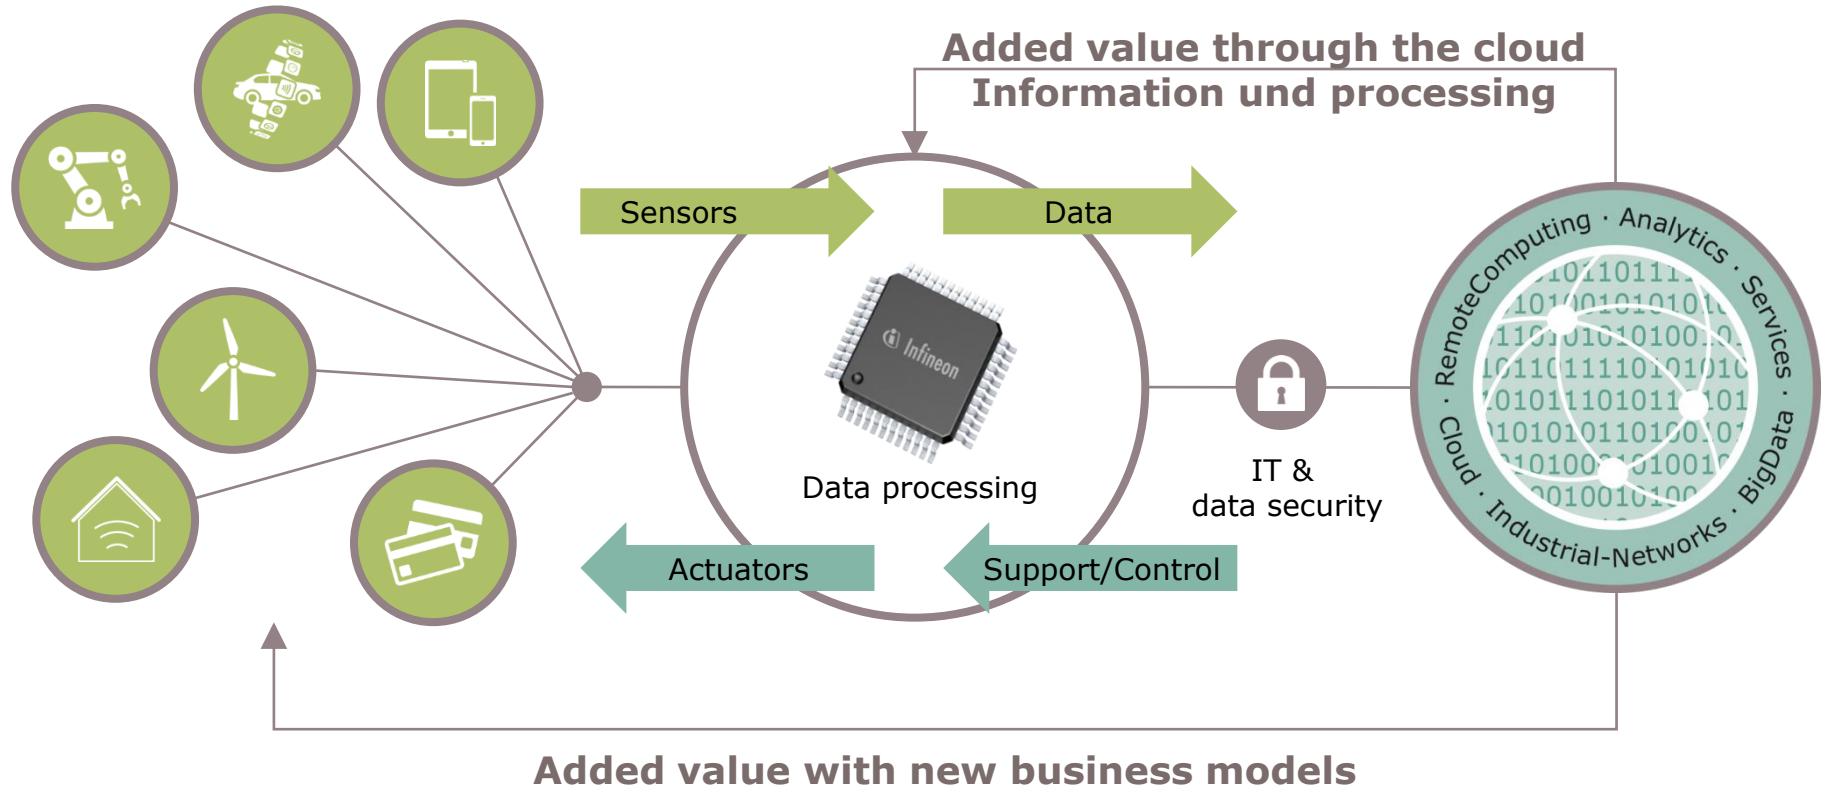 Added value through the cloud
Information und processing
Sensors
Data
Infineon
Data processing
IT &
data security
Actuators
Support/Control
Cloud · RemoteComputing · Analytics · Services · BigData · Industrial-Networks ·
Added value with new business models